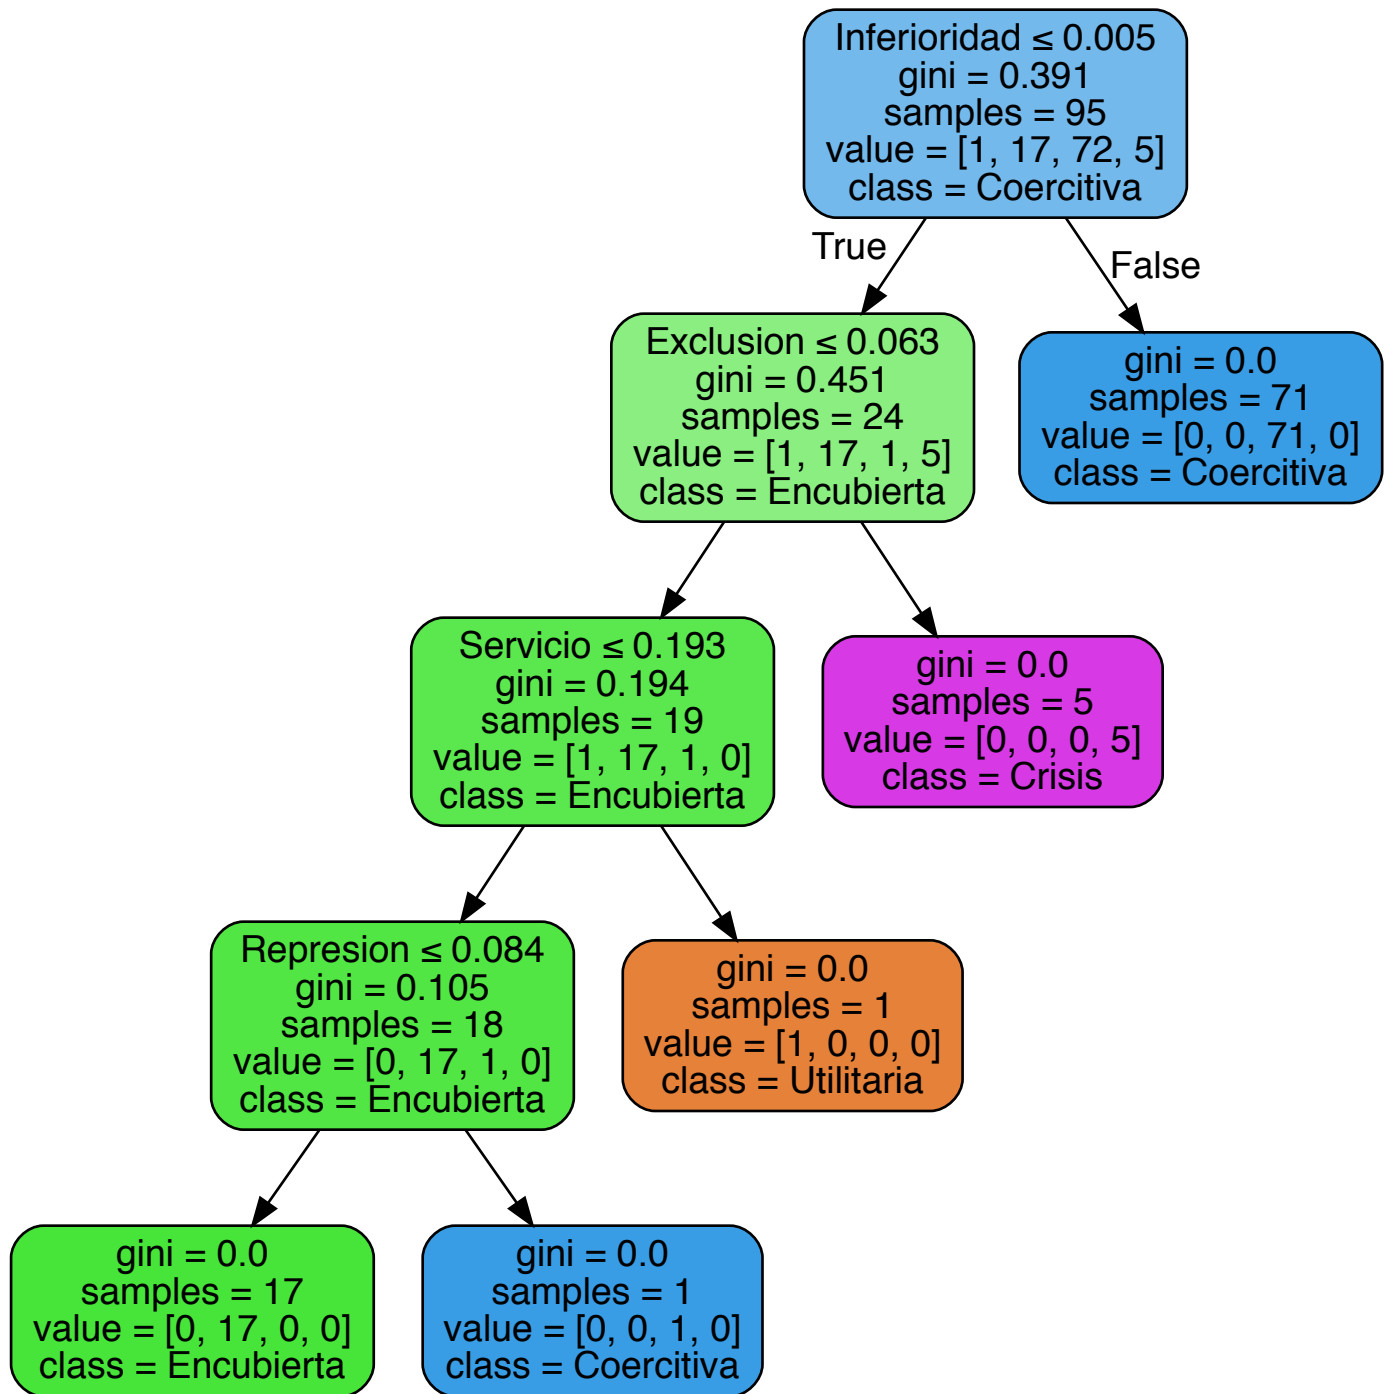 Inferioridad ≤ 0.005
gini = 0.391
samples = 95
value = [1, 17, 72, 5]
class = Coercitiva
True
False
Exclusion ≤ 0.063
gini = 0.451
samples = 24
value = [1, 17, 1, 5]
class = Encubierta
gini = 0.0
samples = 71
value = [0, 0, 71, 0]
class = Coercitiva
Servicio ≤ 0.193
gini = 0.194
samples = 19
value = [1, 17, 1, 0]
class = Encubierta
gini = 0.0
samples = 5
value = [0, 0, 0, 5]
class = Crisis
Represion ≤ 0.084
gini = 0.105
samples = 18
value = [0, 17, 1, 0]
class = Encubierta
gini = 0.0
samples = 1
value = [1, 0, 0, 0]
class = Utilitaria
gini = 0.0
samples = 17
value = [0, 17, 0, 0]
class = Encubierta
gini = 0.0
samples = 1
value = [0, 0, 1, 0]
class = Coercitiva